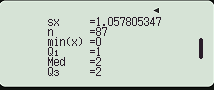 sx =1.057805347
n =87
min(x) =0
Q₁ =1
Med =2
Q₃ =2